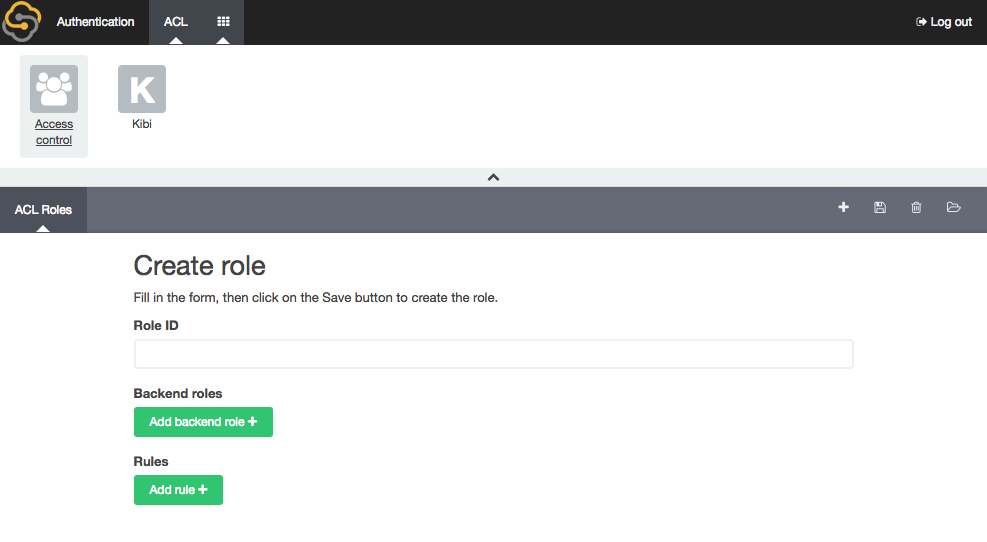 Authentication ACL Log out
Access
control
K
Kibi
ACL Roles
Create role
Fill in the form, then click on the Save button to create the role.
Role ID
Backend roles
Add backend role +
Rules
Add rule +